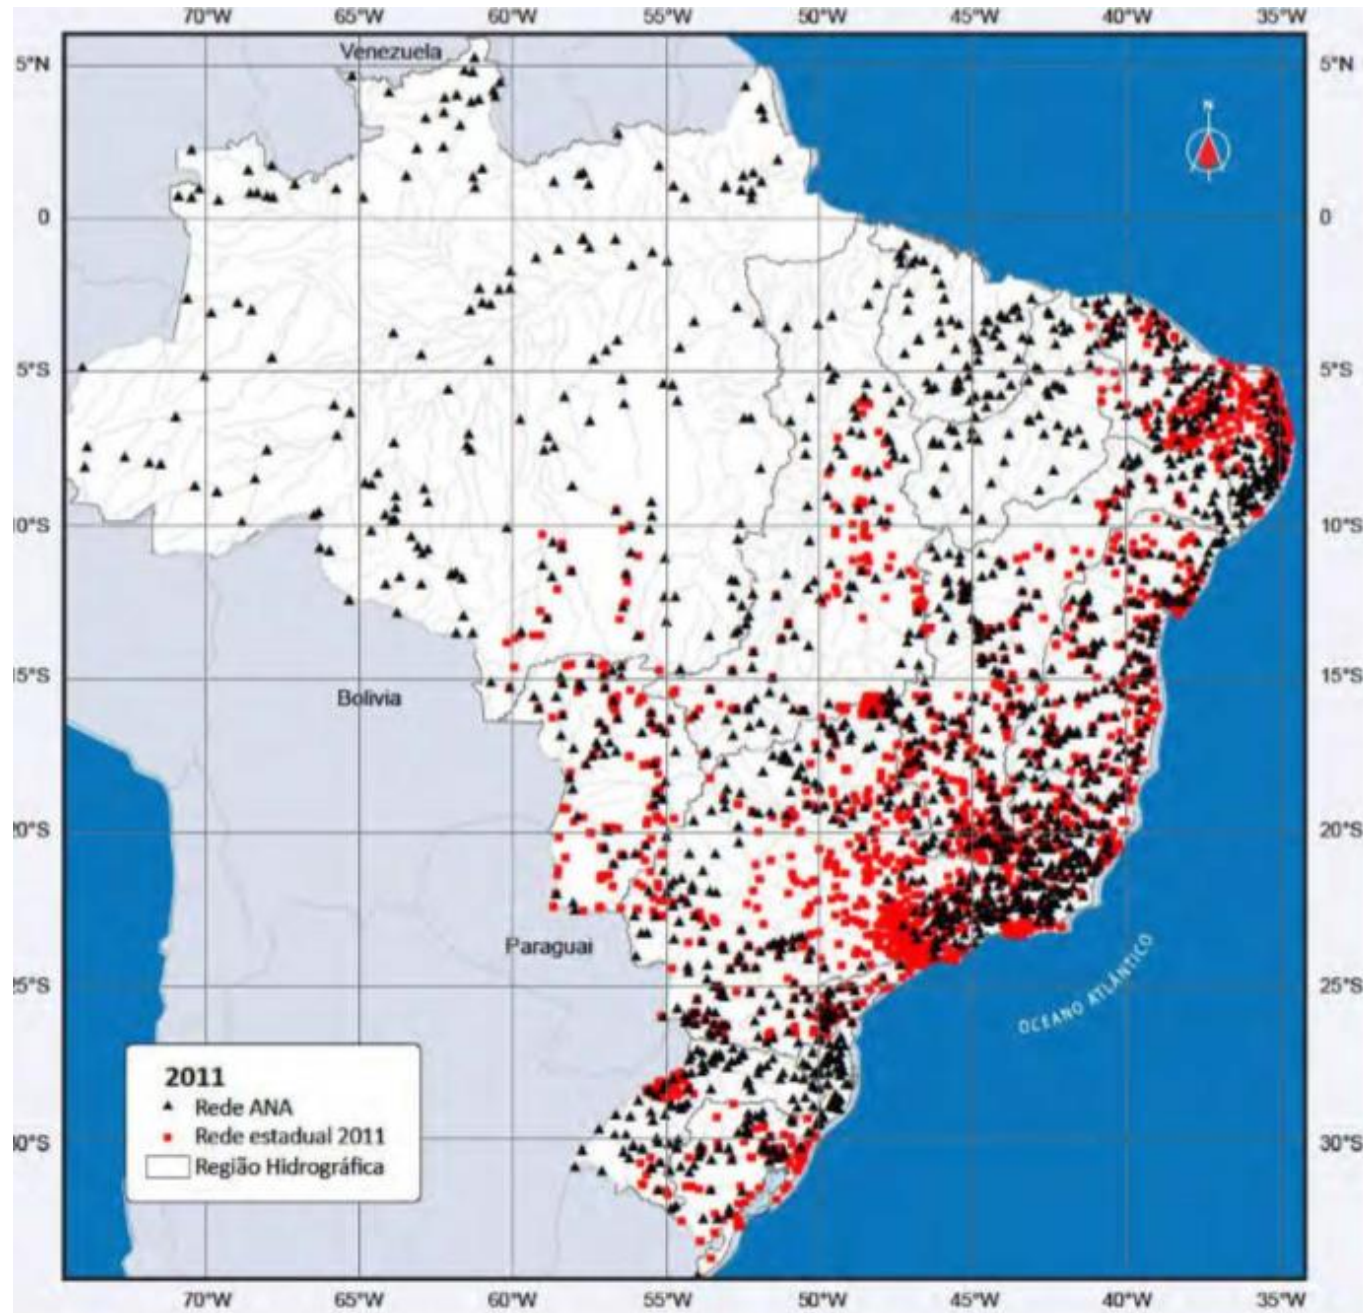 70°W 65°W 60°W 55°W 50°W 45°W 40°W 35°W
Venezuela
5°N 5°N
N
0 0
5°S 5°S
10°S 10°S
15°S 15°S
Bolivia
20°S 20°S
Paraguai
OCEANO ATLÂNTICO
25°S 25°S
2011
Rede ANA
Rede estadual 2011
30°S 30°S
Região Hidrográfica
70°W 65°W 60°W 55°W 50°W 45°W 40°W 35°W